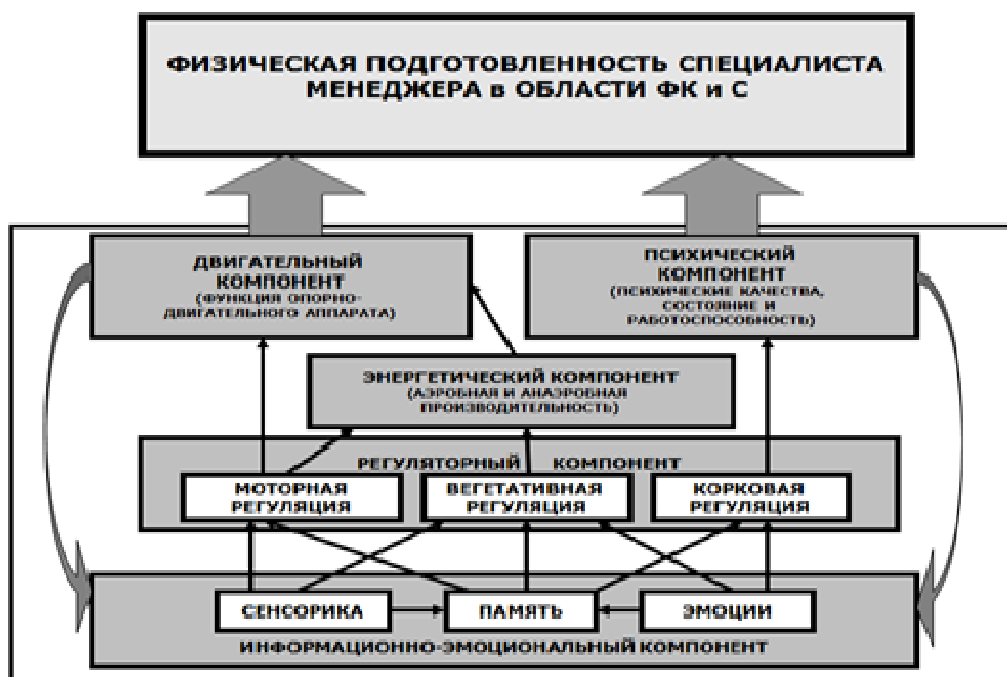 ФИЗИЧЕСКАЯ ПОДГОТОВЛЕННОСТЬ СПЕЦИАЛИСТА
МЕНЕДЖЕРА в ОБЛАСТИ ФК и С
ДВИГАТЕЛЬНЫЙ
КОМПОНЕНТ
(ФУНКЦИЯ ОПОРНО-
ДВИГАТЕЛЬНОГО АППАРАТА)
ПСИХИЧЕСКИЙ
КОМПОНЕНТ
(ПСИХИЧЕСКИЕ КАЧЕСТВА,
СОСТОЯНИЕ И
РАБОТОСПОСОБНОСТЬ)
ЭНЕРГЕТИЧЕСКИЙ КОМПОНЕНТ
(АЭРОБНАЯ И АНАЭРОБНАЯ
ПРОИЗВОДИТЕЛЬНОСТЬ)
РЕГУЛЯТОРНЫЙ КОМПОНЕНТ
МОТОРНАЯ
РЕГУЛЯЦИЯ
ВЕГЕТАТИВНАЯ
РЕГУЛЯЦИЯ
КОРКОВАЯ
РЕГУЛЯЦИЯ
СЕНСОРИКА
ПАМЯТЬ
ЭМОЦИИ
ИНФОРМАЦИОННО-ЭМОЦИОНАЛЬНЫЙ КОМПОНЕНТ